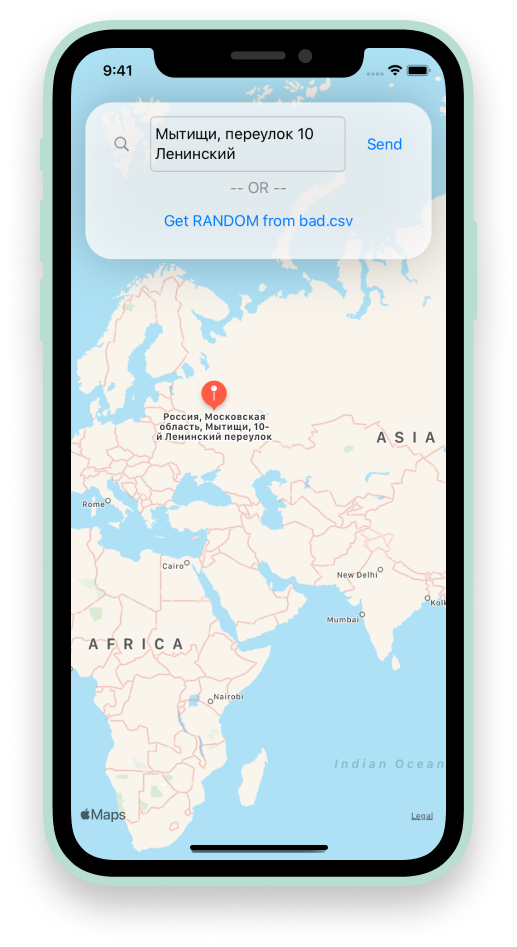 9:41
Мытищи, переулок 10
Ленинский
Send
-- OR --
Get RANDOM from bad.csv
Россия, Московская
область, Мытищи, 10-
й Ленинский переулок
ASIA
Rome
Cairo
New Delhi
Mumbai
Kolk
AFRICA
Nairobi
Indian Ocean
Maps
Legal